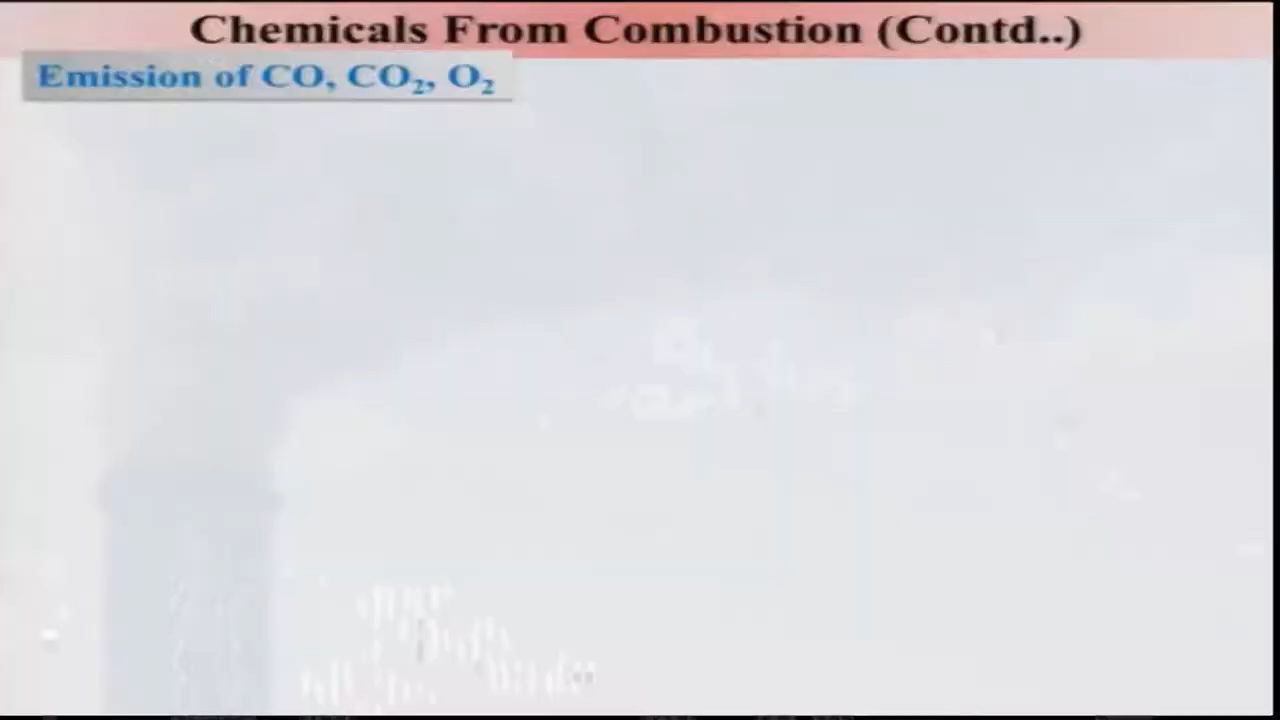 Chemicals From Combustion (Contd..)
Emission of CO, CO₂, O₂